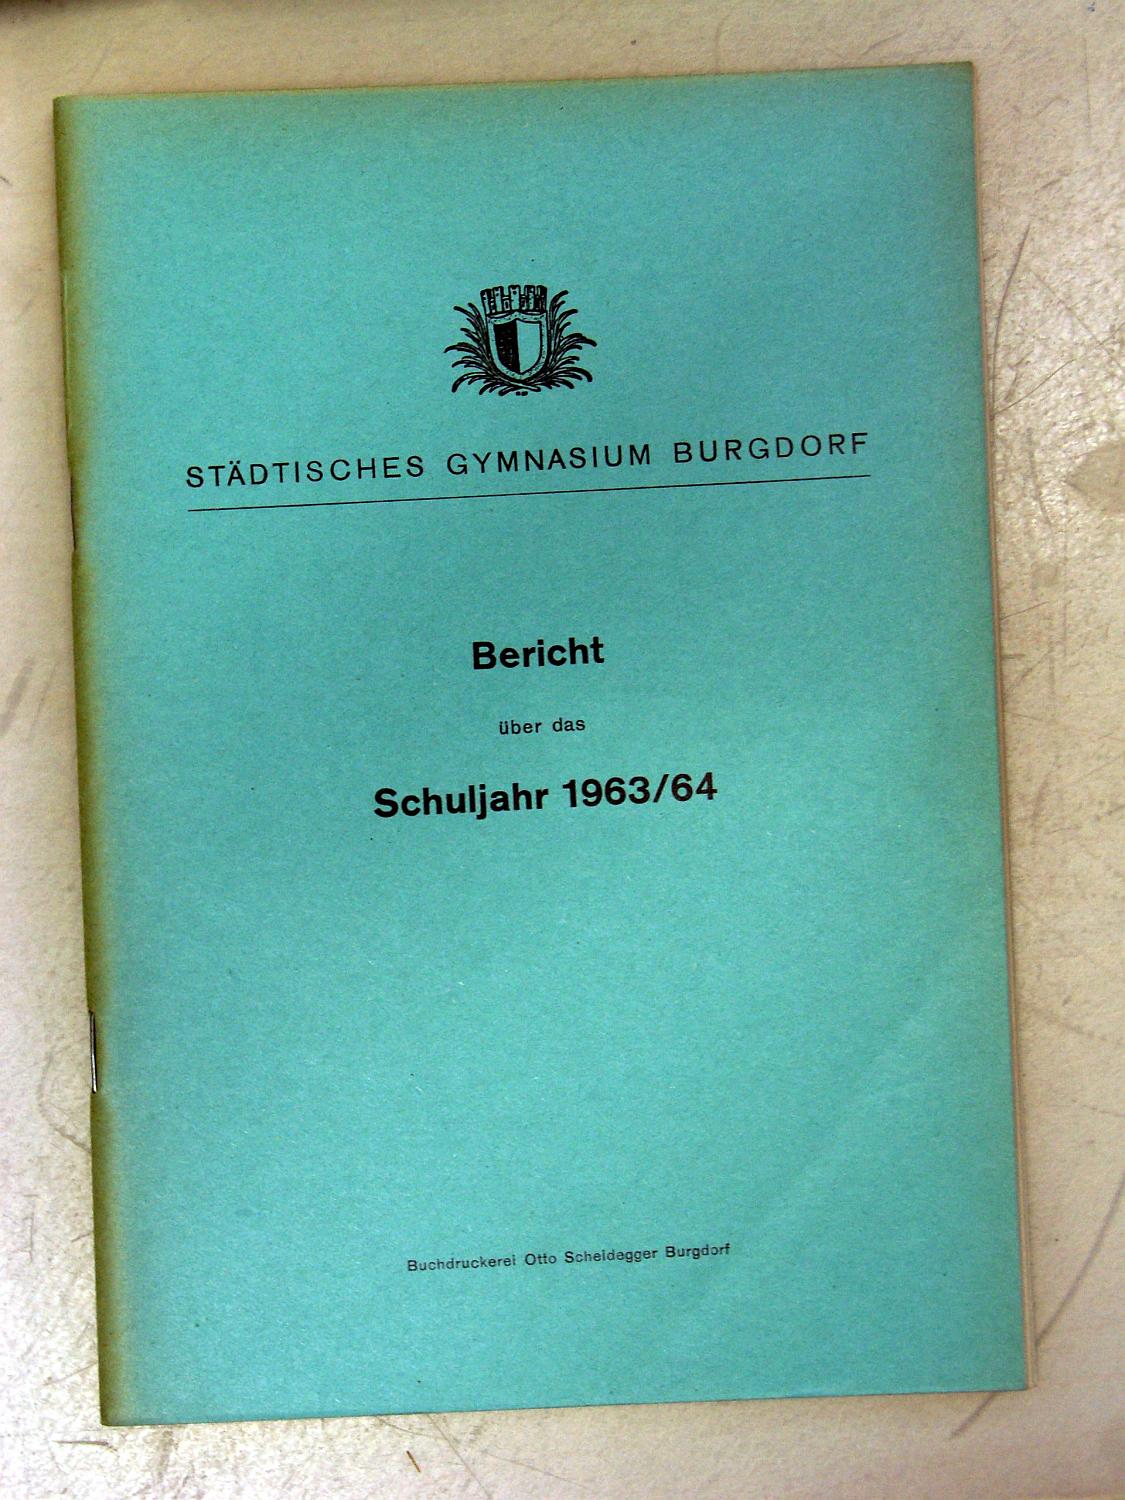 STÄDTISCHES GYMNASIUM BURGDORF
Bericht
über das
Schuljahr 1963/64
Buchdruckerei Otto Scheidegger Burgdorf